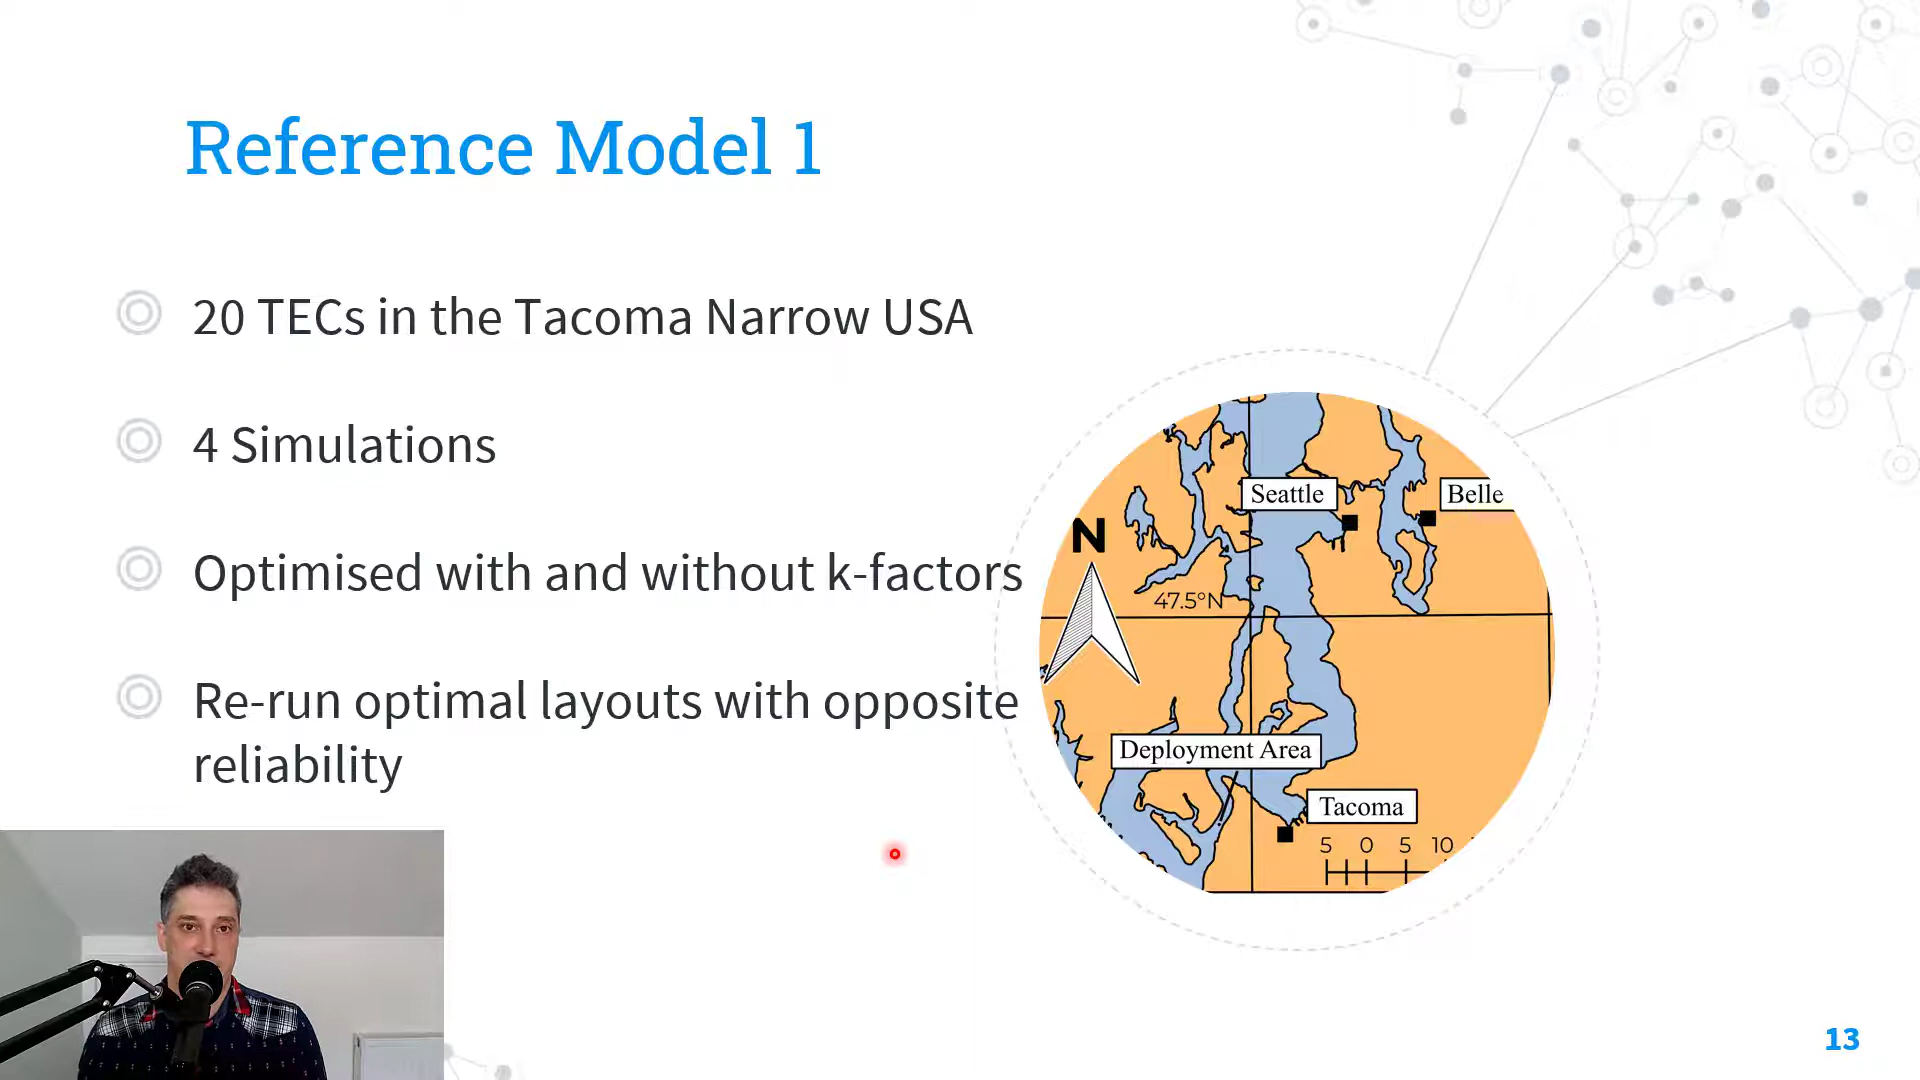 Reference Model 1
20 TECs in the Tacoma Narrow USA
4 Simulations
Optimised with and without k-factors
Re-run optimal layouts with opposite
reliability
Seattle
Belle
N
47.5°N
Deployment Area
Tacoma
5 0 5 10
13